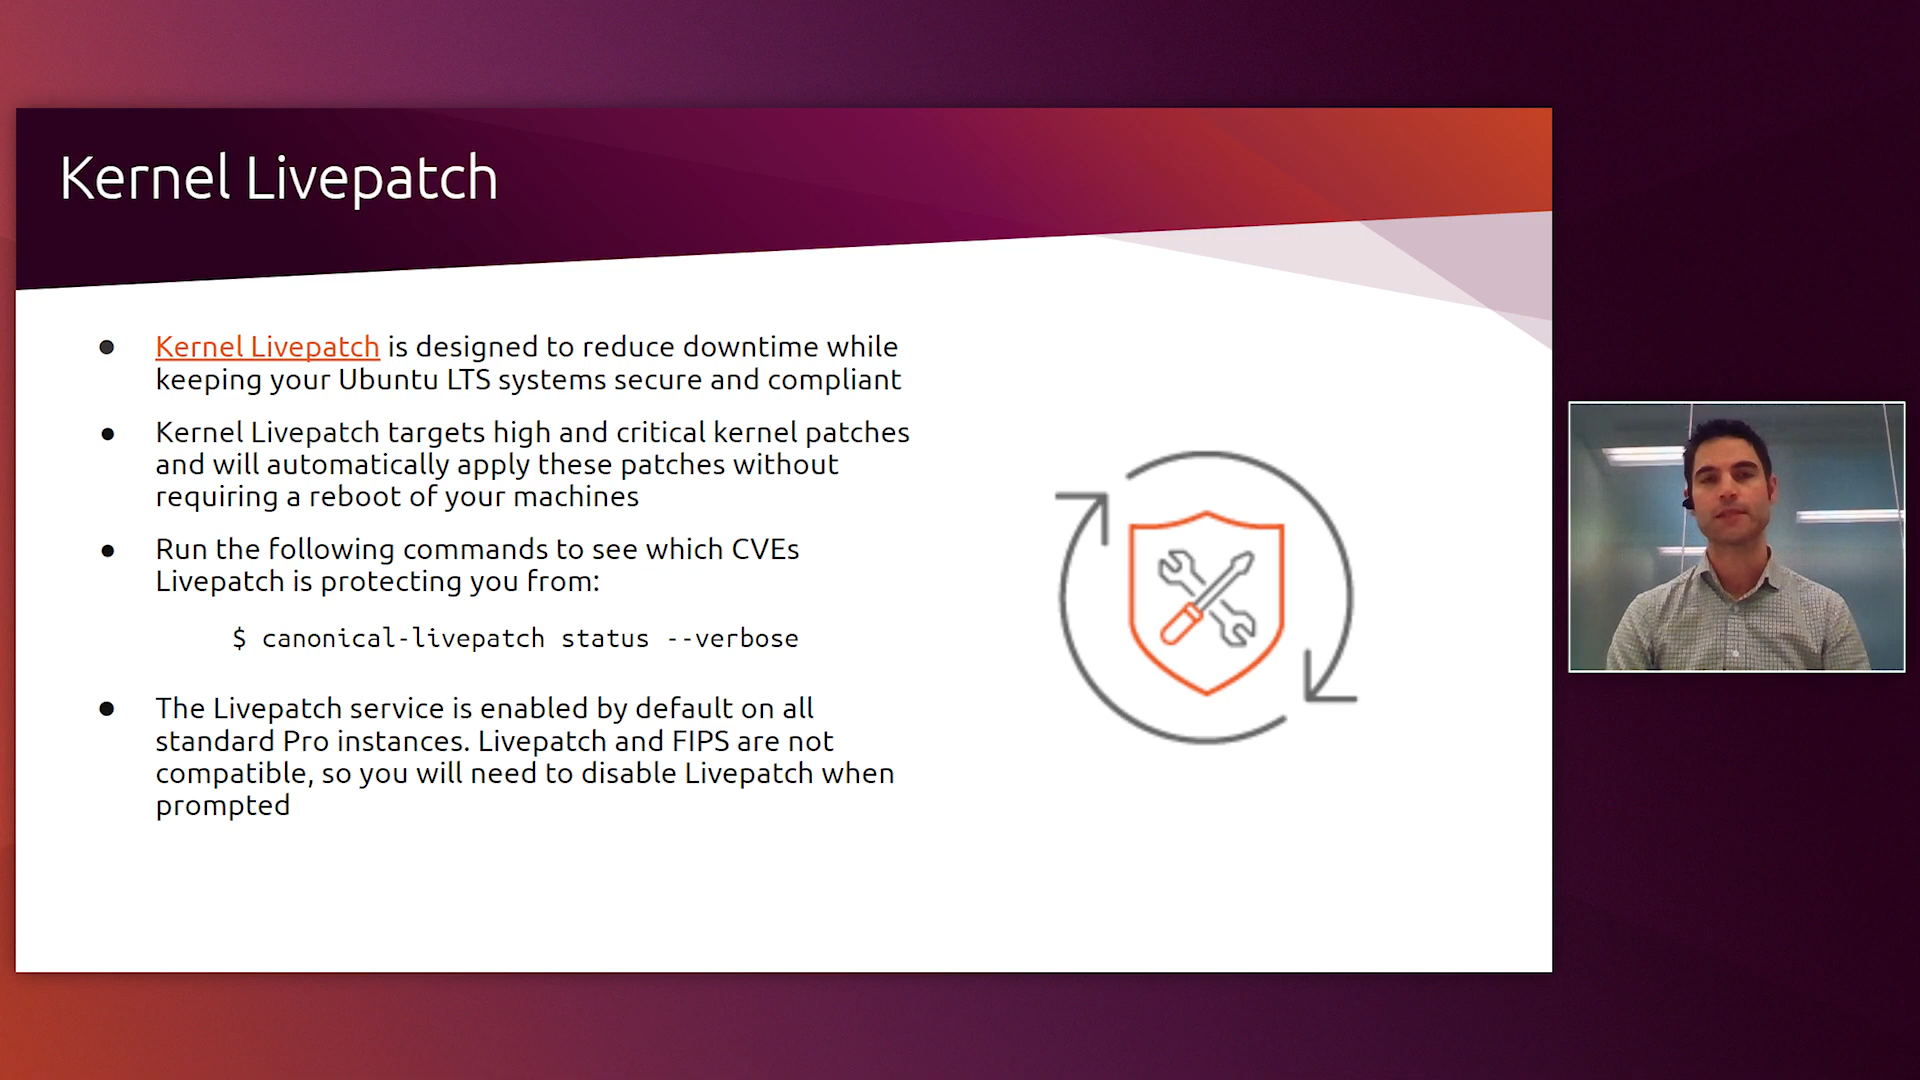 Kernel Livepatch
● Kernel Livepatch is designed to reduce downtime while
keeping your Ubuntu LTS systems secure and compliant
● Kernel Livepatch targets high and critical kernel patches
and will automatically apply these patches without
requiring a reboot of your machines
● Run the following commands to see which CVEs
Livepatch is protecting you from:
$ canonical-livepatch status --verbose
● The Livepatch service is enabled by default on all
standard Pro instances. Livepatch and FIPS are not
compatible, so you will need to disable Livepatch when
prompted